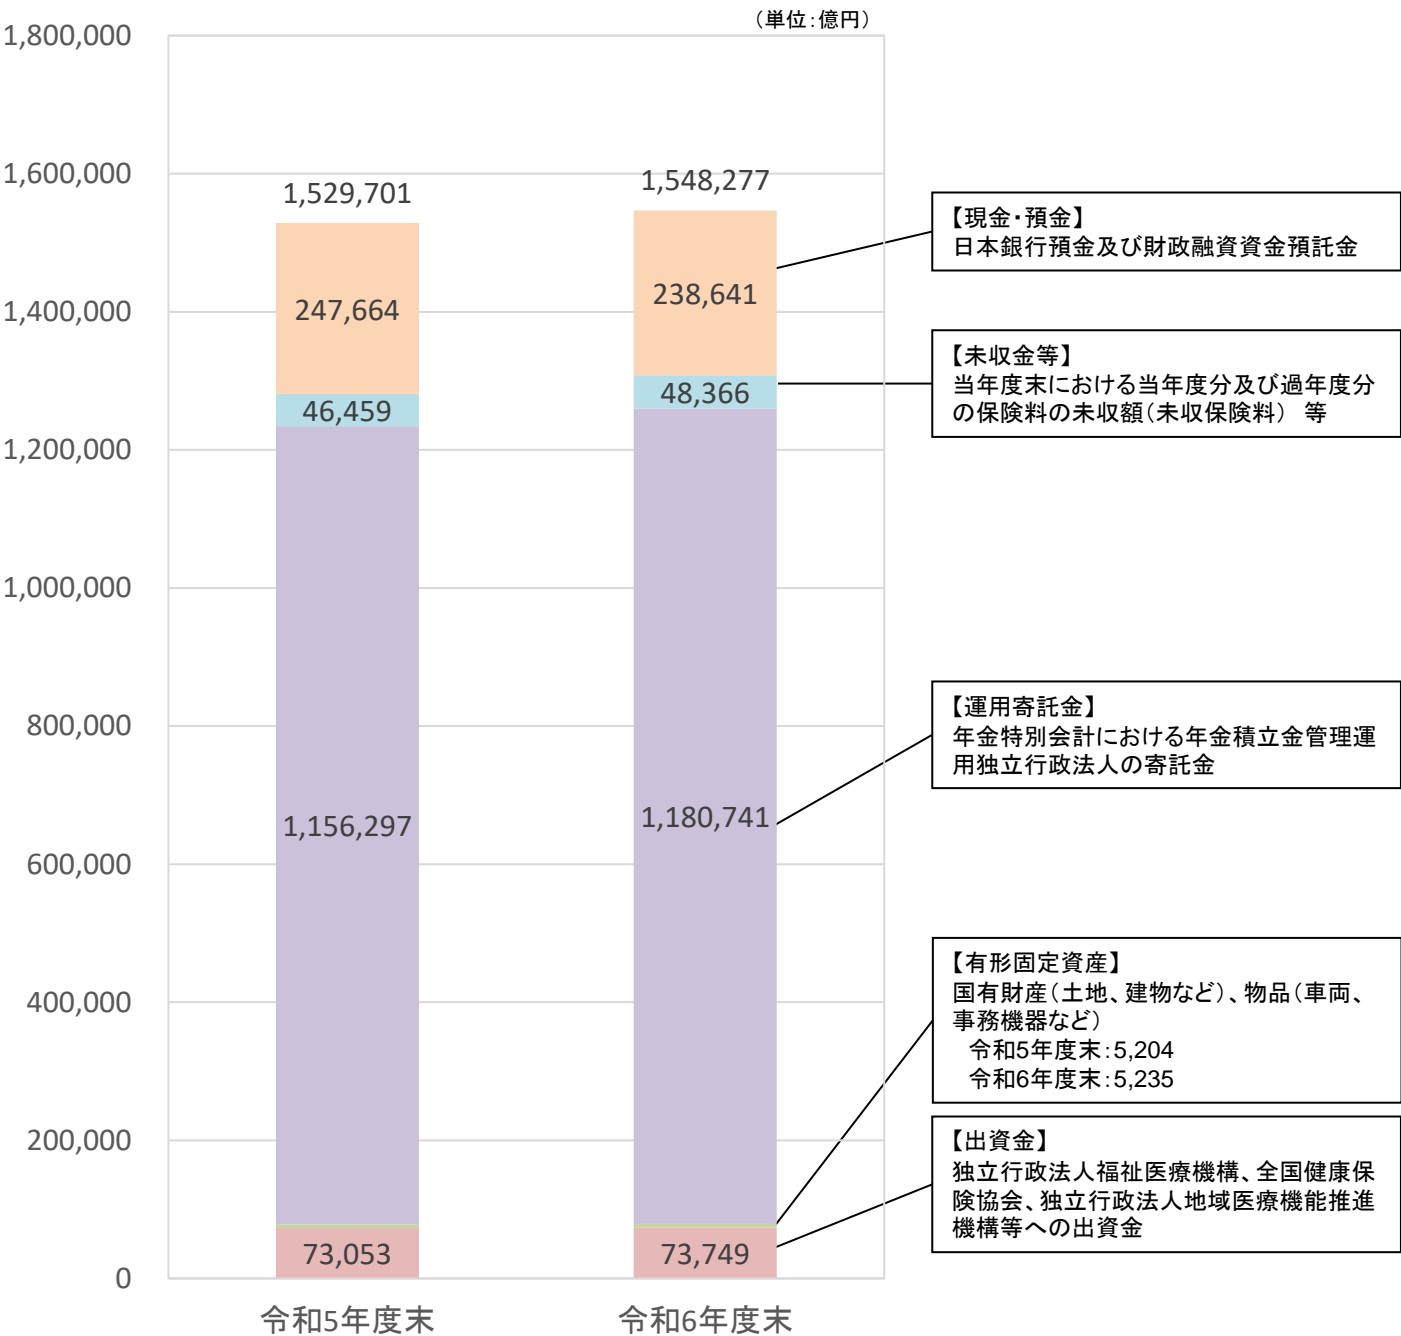 （単位：億円）
1,800,000
1,600,000
1,400,000
1,200,000
1,000,000
800,000
600,000
400,000
200,000
0
1,529,701
247,664
46,459
1,156,297
73,053
令和5年度末
1,548,277
238,641
48,366
1,180,741
73,749
令和6年度末
【現金・預金】
日本銀行預金及び財政融資資金預託金
【未収金等】
当年度末における当年度分及び過年度分
の保険料の未収額（未収保険料） 等
【運用寄託金】
年金特別会計における年金積立金管理運
用独立行政法人の寄託金
【有形固定資産】
国有財産（土地、建物など）、物品（車両、
事務機器など）
令和5年度末：5,204
令和6年度末：5,235
【出資金】
独立行政法人福祉医療機構、全国健康保
険協会、独立行政法人地域医療機能推進
機構等への出資金